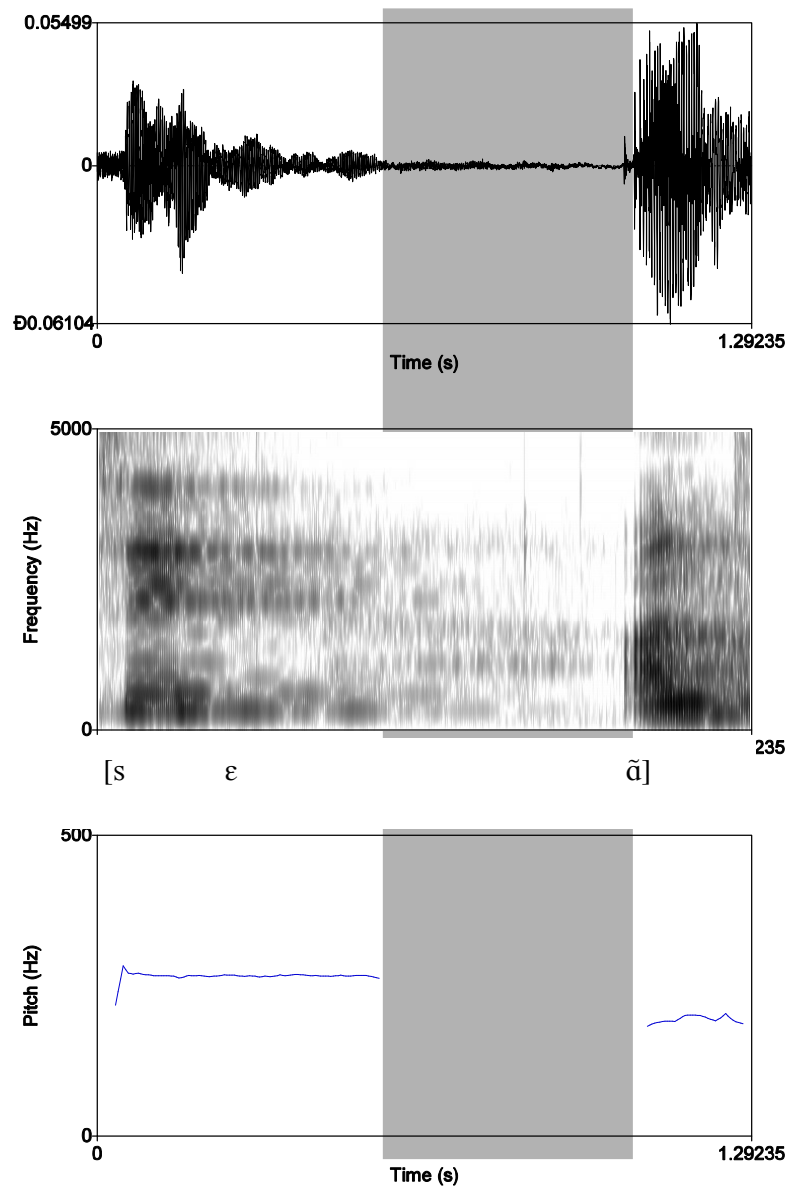 0.05499
0
Ð0.06104
0 1.29235
Time (s)
5000
Frequency (Hz)
0
235
[s ɛ ɑ̃]
500
Pitch (Hz)
0
0 1.29235
Time (s)